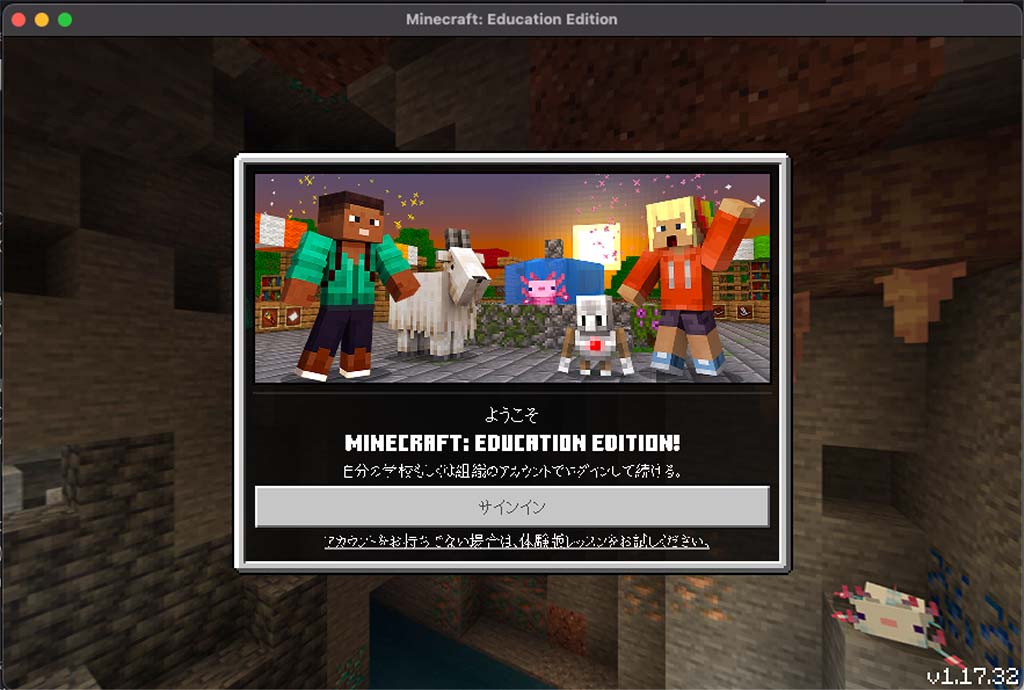 Minecraft: Education Edition
ようこそ
MINECRAFT: EDUCATION EDITION!
自分の学校もしくは組織のアカウントでログインして続ける。
サインイン
アカウントをお持ちでない場合は、体験版レッスンをお試しください。
v1.17.32